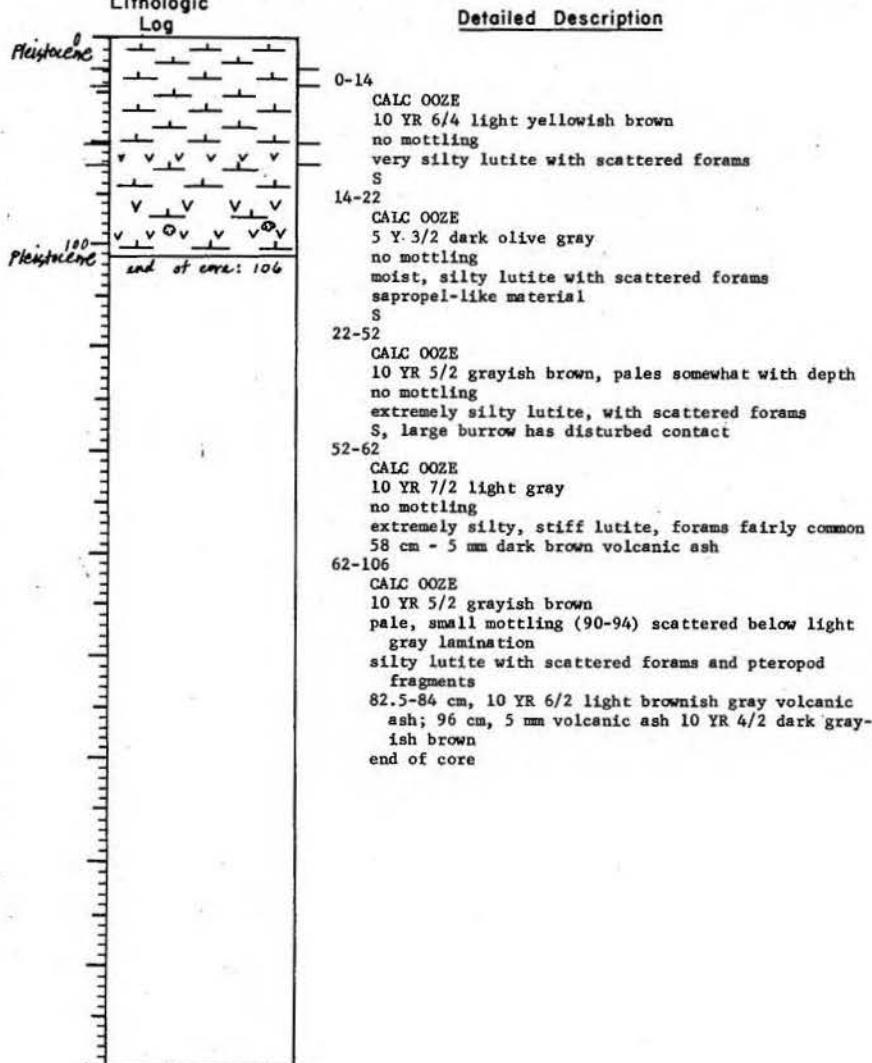 Lithologic
Log
Detailed Description
0
Pleistocene
100
Pleistocene
end of core: 106
0-14
CALC OOZE
10 YR 6/4 light yellowish brown
no mottling
very silty lutite with scattered forams
S
14-22
CALC OOZE
5 Y 3/2 dark olive gray
no mottling
moist, silty lutite with scattered forams
sapropel-like material
S
22-52
CALC OOZE
10 YR 5/2 grayish brown, pales somewhat with depth
no mottling
extremely silty lutite, with scattered forams
S, large burrow has disturbed contact
52-62
CALC OOZE
10 YR 7/2 light gray
no mottling
extremely silty, stiff lutite, forams fairly common
58 cm - 5 mm dark brown volcanic ash
62-106
CALC OOZE
10 YR 5/2 grayish brown
pale, small mottling (90-94) scattered below light
gray lamination
silty lutite with scattered forams and pteropod
fragments
82.5-84 cm, 10 YR 6/2 light brownish gray volcanic
ash; 96 cm, 5 mm volcanic ash 10 YR 4/2 dark gray-
ish brown
end of core